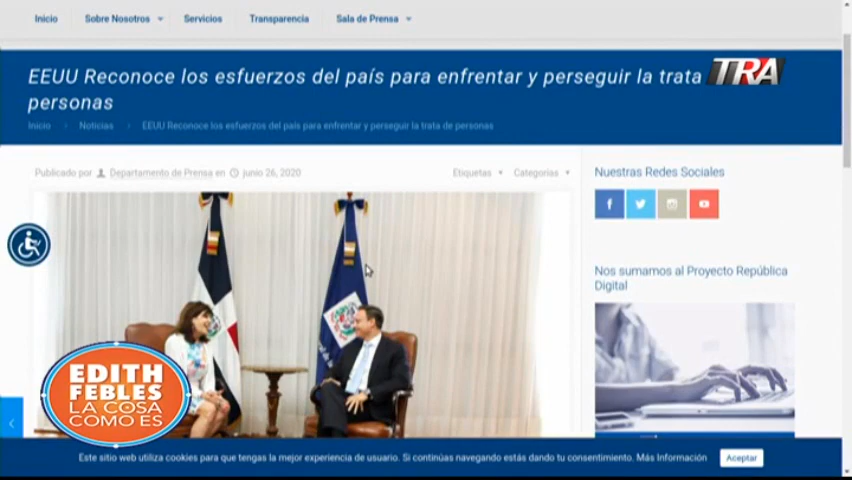 Inicio
Sobre Nosotros
Servicios
Transparencia
Sala de Prensa
EEUU Reconoce los esfuerzos del país para enfrentar y perseguir la trata
personas
TRA
Inicio > Noticias > EEUU Reconoce los esfuerzos del país para enfrentar y perseguir la trata de personas
Publicado por Departamento de Prensa en junio 26, 2020
Etiquetas
Categorías
Nuestras Redes Sociales
Nos sumamos al Proyecto República
Digital
EDITH
FEBLES
LA COSA
COMO ES
Este sitio web utiliza cookies para que tengas la mejor experiencia de usuario. Si continúas navegando estás dando tu consentimiento. Más Información
Aceptar